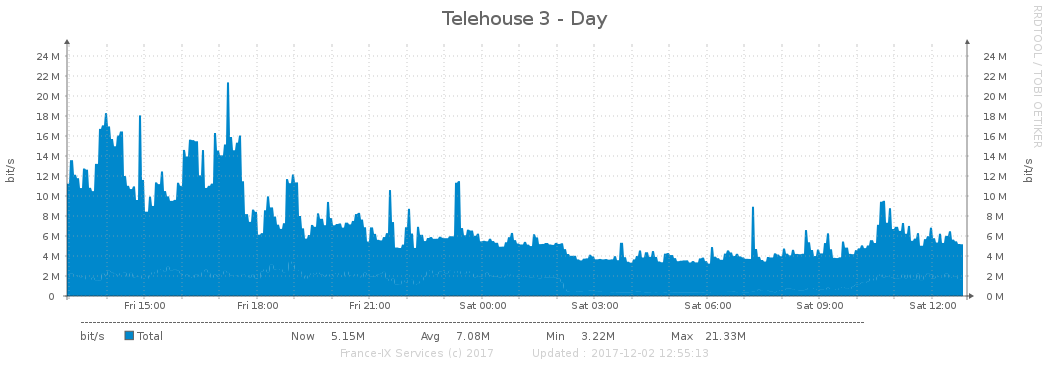 Telehouse 3 - Day
RRDTOOL / TOBI OETIKER
bit/s
24 M 24 M
22 M 22 M
20 M 20 M
18 M 18 M
16 M 16 M
14 M 14 M
12 M 12 M
10 M 10 M
8 M 8 M
6 M 6 M
4 M 4 M
2 M 2 M
0 0 M
bit/s
Fri 15:00 Fri 18:00 Fri 21:00 Sat 00:00 Sat 03:00 Sat 06:00 Sat 09:00 Sat 12:00
bit/s Total Now 5.15M Avg 7.08M Min 3.22M Max 21.33M
France-IX Services (c) 2017 Updated : 2017-12-02 12:55:13